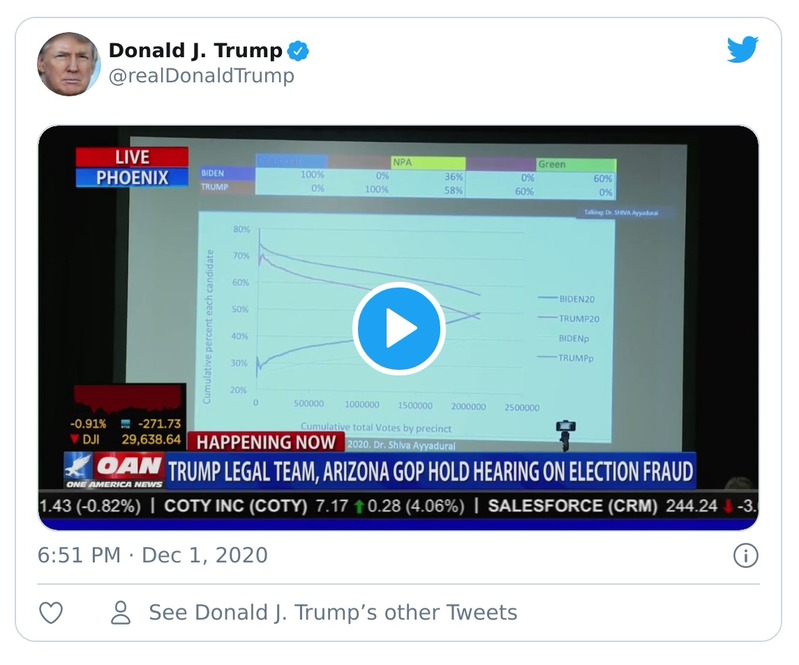 Donald J. Trump
@realDonaldTrump
LIVE
PHOENIX
NPA
Green
BIDEN 100% 0% 36% 0% 60%
TRUMP 0% 100% 58% 60% 0%
Talking: Dr. SHIVA Ayyadurai
Cumulative percent each candidate
80%
70%
60%
50%
40%
30%
20%
0 500000 1000000 1500000 2000000 2500000
BIDEN20
TRUMP20
BIDENp
TRUMPp
Cumulative total Votes by precinct
2020. Dr. Shiva Ayyadurai
-0.91% -271.73
DJI 29,638.64
HAPPENING NOW
OAN
ONE AMERICA NEWS
TRUMP LEGAL TEAM, ARIZONA GOP HOLD HEARING ON ELECTION FRAUD
1.43 (-0.82%) | COTY INC (COTY) 7.17 0.28 (4.06%) | SALESFORCE (CRM) 244.24 -3.
6:51 PM · Dec 1, 2020
See Donald J. Trump’s other Tweets